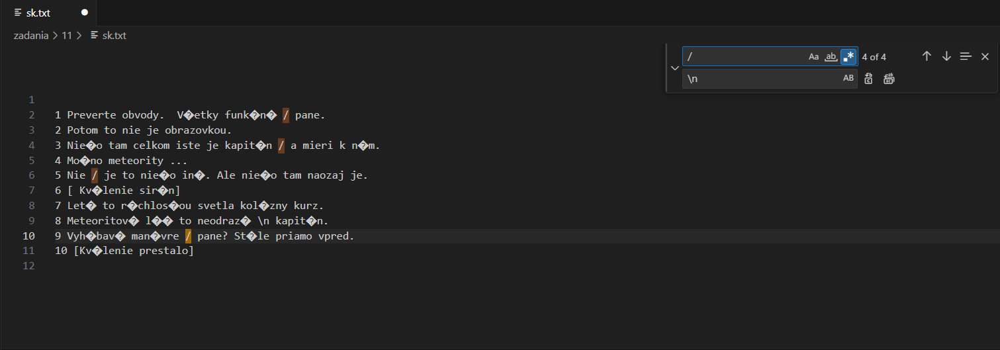 sk.txt
zadania > 11 > sk.txt
/ Aa ab 4 of 4
\n AB
1
2 1 Preverte obvody.  V�etky funk�n� / pane.
3 2 Potom to nie je obrazovkou.
4 3 Nie�o tam celkom iste je kapit�n / a mieri k n�m.
5 4 Mo�no meteority ...
6 5 Nie / je to nie�o in�. Ale nie�o tam naozaj je.
7 6 [ Kv�lenie sir�n]
8 7 Let� to r�chlos�ou svetla kol�zny kurz.
9 8 Meteoritov� l�� to neodraz� \n kapit�n.
10 9 Vyh�bav� man�vre / pane? St�le priamo vpred.
11 10 [Kv�lenie prestalo]
12